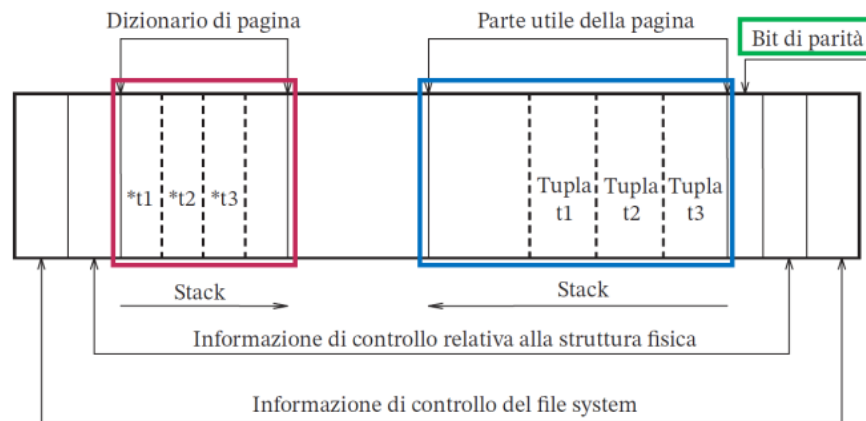 Dizionario di pagina
Parte utile della pagina
Bit di parità
*t1
*t2
*t3
Tupla
t1
Tupla
t2
Tupla
t3
Stack
Stack
Informazione di controllo relativa alla struttura fisica
Informazione di controllo del file system